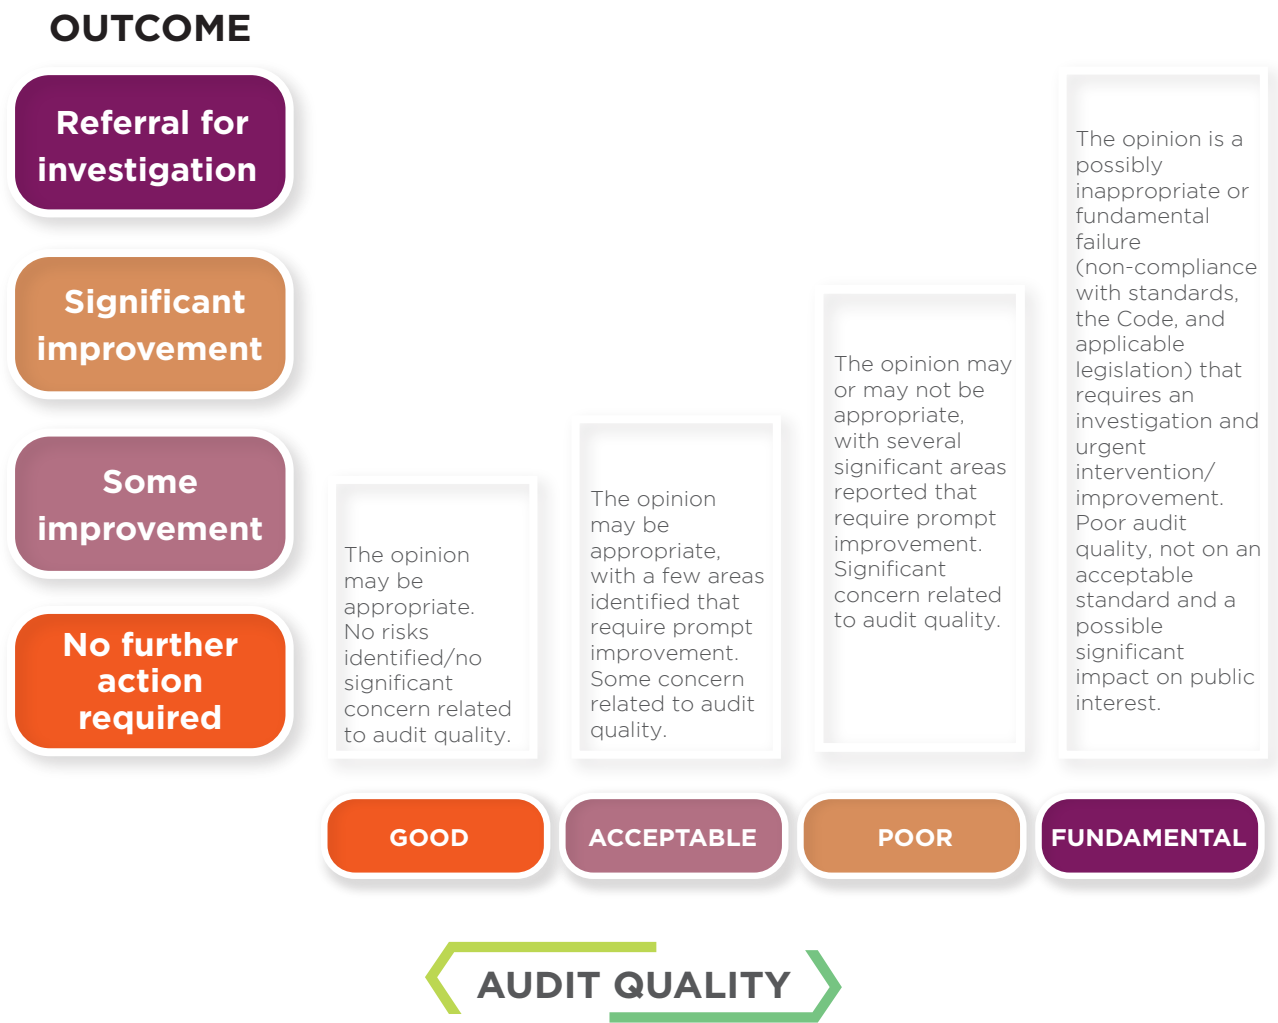 OUTCOME
Referral for
investigation
Significant
improvement
Some
improvement
No further
action
required
The opinion
may be
appropriate.
No risks
identified/no
significant
concern related
to audit quality.
The opinion
may be
appropriate,
with a few areas
identified that
require prompt
improvement.
Some concern
related to audit
quality.
The opinion may
or may not be
appropriate,
with several
significant areas
reported that
require prompt
improvement.
Significant
concern related
to audit quality.
The opinion is a
possibly
inappropriate or
fundamental
failure
(non-compliance
with standards,
the Code, and
applicable
legislation) that
requires an
investigation and
urgent
intervention/
improvement.
Poor audit
quality, not on an
acceptable
standard and a
possible
significant
impact on public
interest.
GOOD
ACCEPTABLE
POOR
FUNDAMENTAL
AUDIT QUALITY